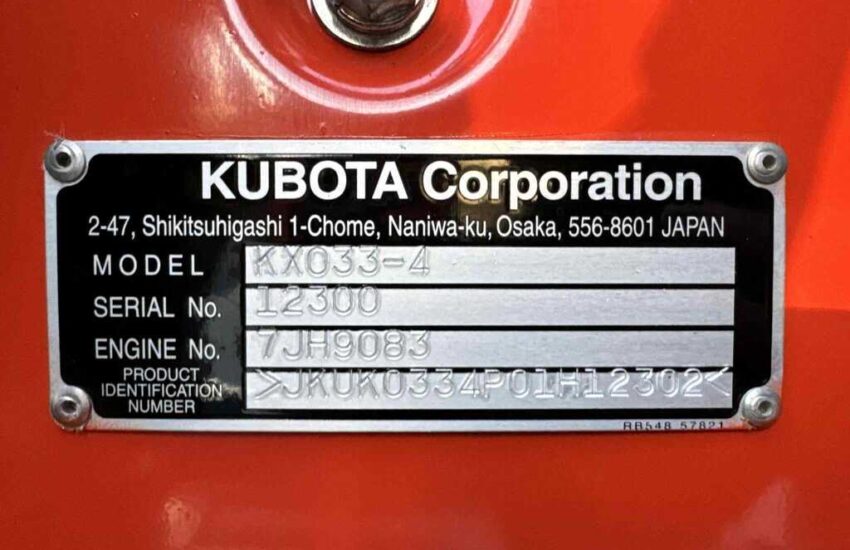 KUBOTA Corporation
2-47, Shikitsuhigashi 1-Chome, Naniwa-ku, Osaka, 556-8601 JAPAN
MODEL KX033-4
SERIAL No. 12300
ENGINE No. 7JH9083
PRODUCT IDENTIFICATION NUMBER >JKUK0334P01H12302<
RB548 57821